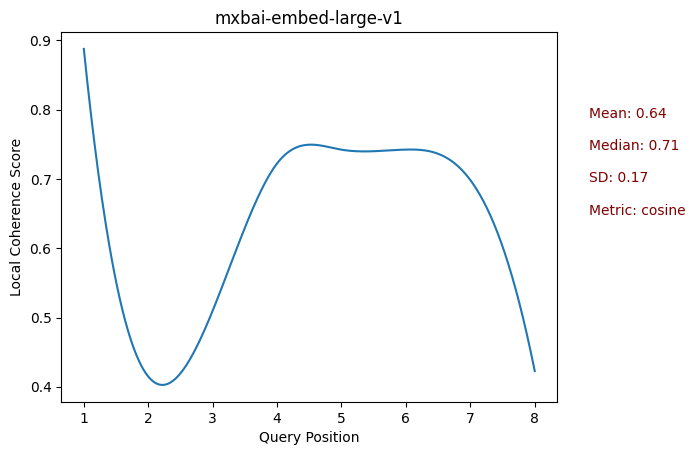 mxbai-embed-large-v1
0.9
0.8
0.7
0.6
0.5
0.4
Local Coherence Score
1 2 3 4 5 6 7 8
Query Position
Mean: 0.64
Median: 0.71
SD: 0.17
Metric: cosine